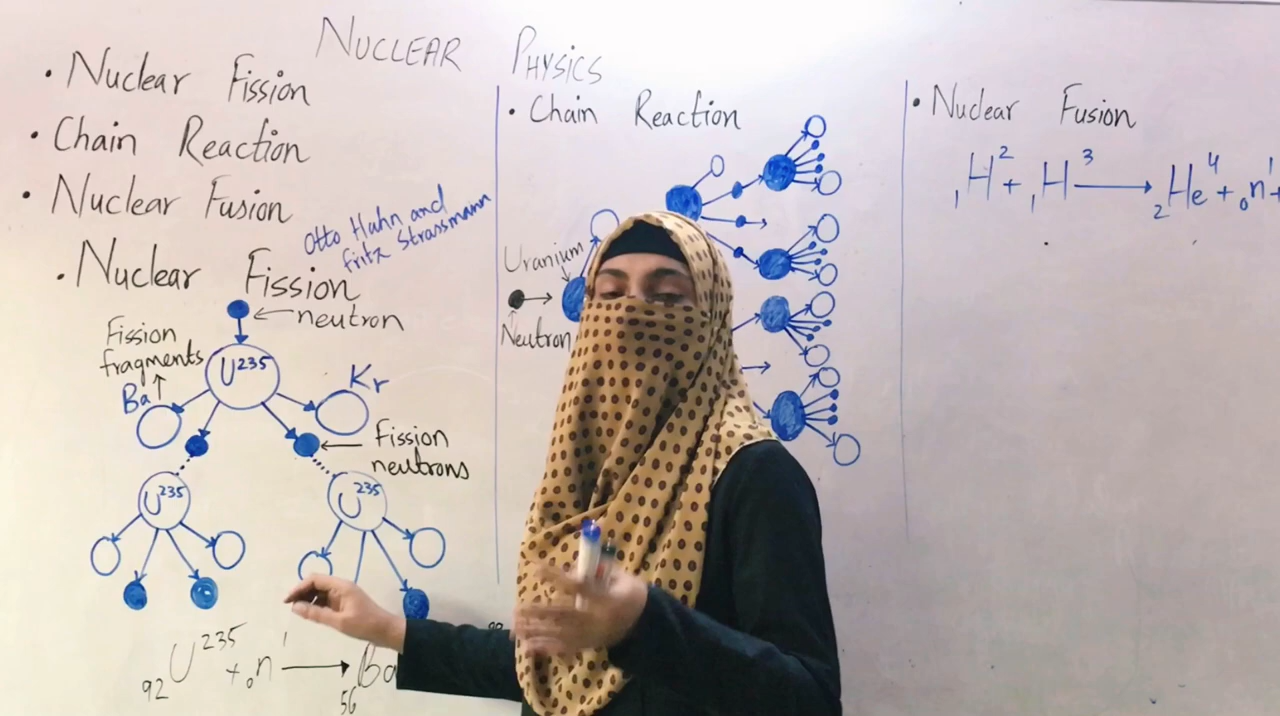 NUCLEAR PHYSICS
• Nuclear Fission
• Chain Reaction
• Nuclear Fusion
Otto Hahn and
fritz Strassmann
• Nuclear Fission
neutron
Fission
fragments
U²³⁵
Ba
Kr
Fission
neutrons
U²³⁵
U²³⁵
₉₂U²³⁵ + ₀n¹ → ₅₆Ba
• Chain Reaction
Uranium
Neutron
• Nuclear Fusion
₁H² + ₁H³ → ₂He⁴ + ₀n¹ +